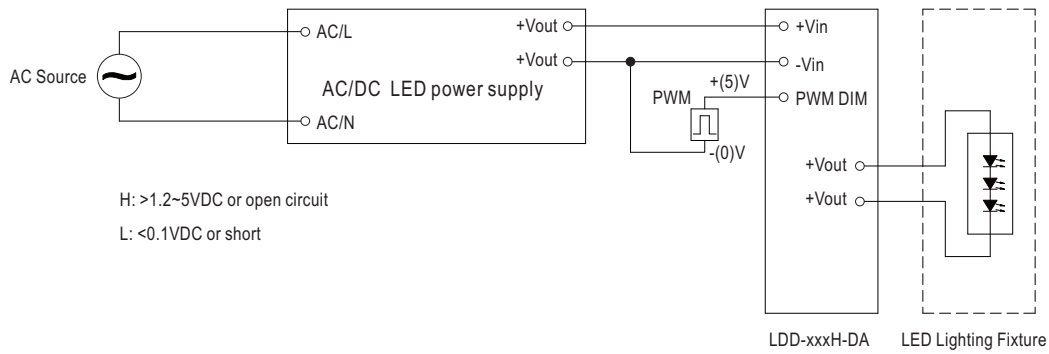 AC Source
AC/L
AC/N
+Vout
+Vout
AC/DC LED power supply
PWM
+(5)V
-(0)V
+Vin
-Vin
PWM DIM
+Vout
+Vout
H: >1.2~5VDC or open circuit
L: <0.1VDC or short
LDD-xxxH-DA
LED Lighting Fixture